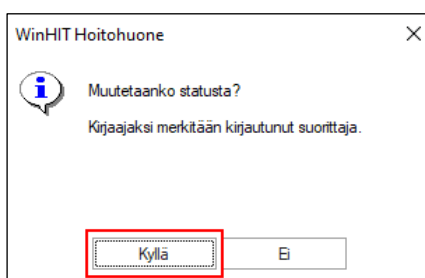 WinHIT Hoitohuone
Muutetaanko statusta?
Kirjaajaksi merkitään kirjautunut suorittaja.
Kyllä
Ei